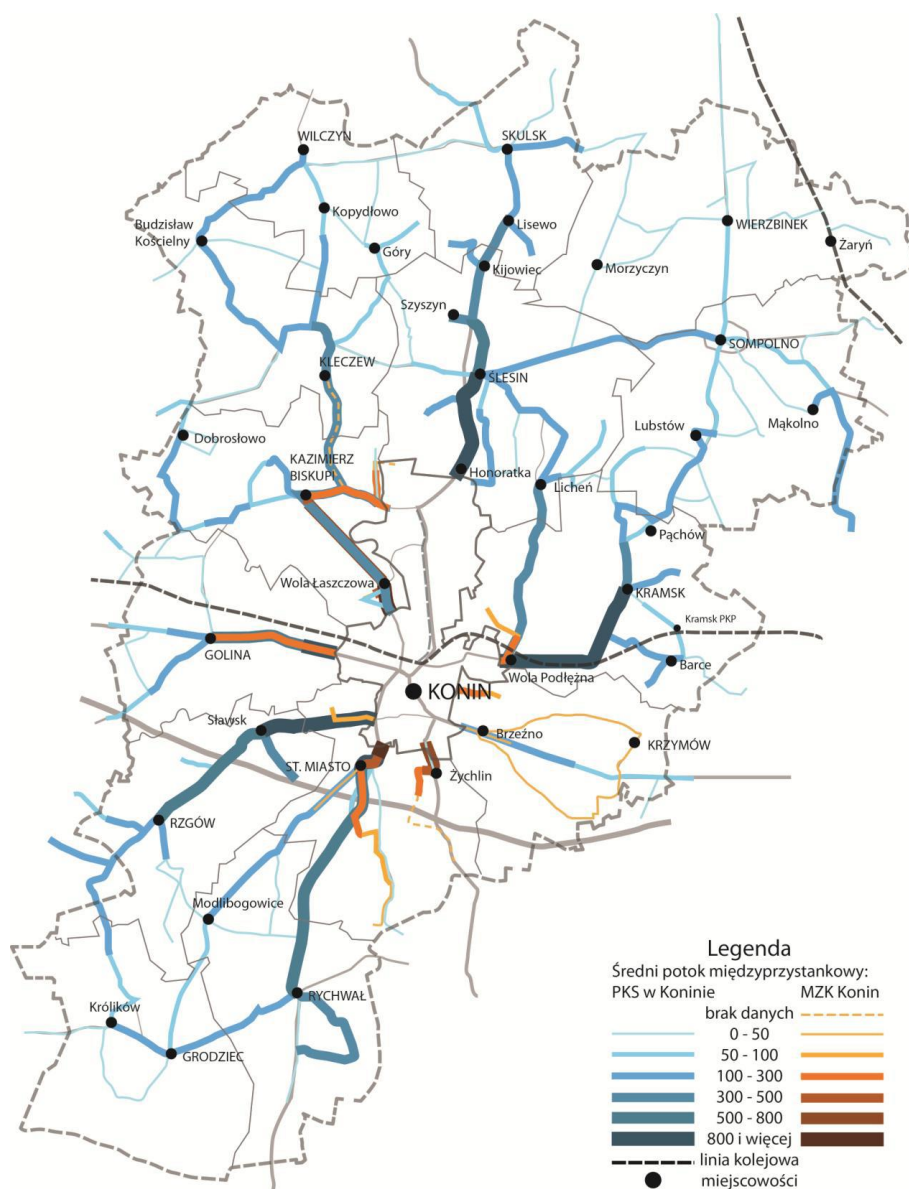 WILCZYN
SKULSK
Kopydłowo
Lisewo
WIERZBINEK
Budzisław
Kościelny
Góry
Żaryń
Kijowiec
Morzyczyn
Szyszyn
SOMPOLNO
KLECZEW
ŚLESIN
Mąkolno
Dobrosłowo
Lubstów
KAZIMIERZ
BISKUPI
Honoratka
Licheń
Pąchów
Wola Łaszczowa
KRAMSK
Kramsk PKP
GOLINA
Wola Podłężna
Barce
KONIN
Sławsk
Brzeźno
KRZYMÓW
ST. MIASTO
Żychlin
RZGÓW
Modlibogowice
RYCHWAŁ
Królików
GRODZIEC
Legenda
Średni potok międzyprzystankowy:
PKS w Koninie MZK Konin
brak danych
0 - 50
50 - 100
100 - 300
300 - 500
500 - 800
800 i więcej
linia kolejowa
miejscowości